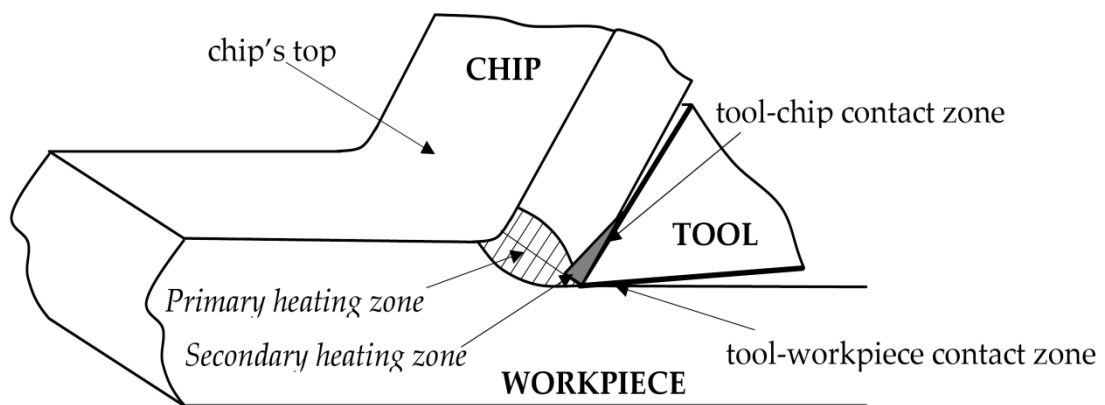 chip's top
CHIP
tool-chip contact zone
TOOL
Primary heating zone
Secondary heating zone
tool-workpiece contact zone
WORKPIECE